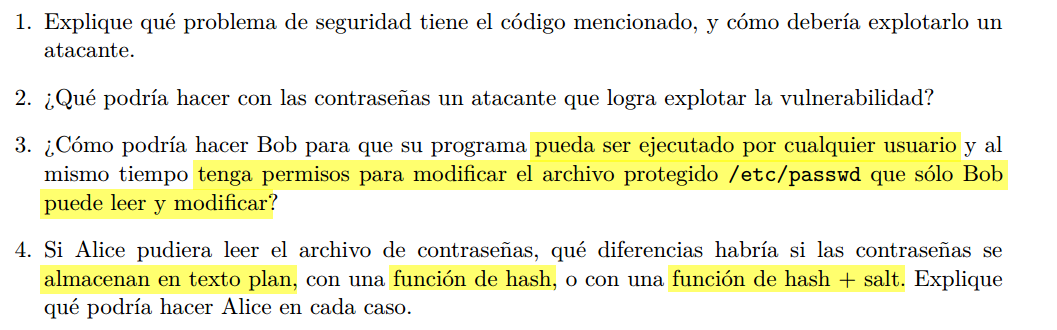 1. Explique qué problema de seguridad tiene el código mencionado, y cómo debería explotarlo un
atacante.
2. ¿Qué podría hacer con las contraseñas un atacante que logra explotar la vulnerabilidad?
3. ¿Cómo podría hacer Bob para que su programa pueda ser ejecutado por cualquier usuario y al
mismo tiempo tenga permisos para modificar el archivo protegido /etc/passwd que sólo Bob
puede leer y modificar?
4. Si Alice pudiera leer el archivo de contraseñas, qué diferencias habría si las contraseñas se
almacenan en texto plan, con una función de hash, o con una función de hash + salt. Explique
qué podría hacer Alice en cada caso.